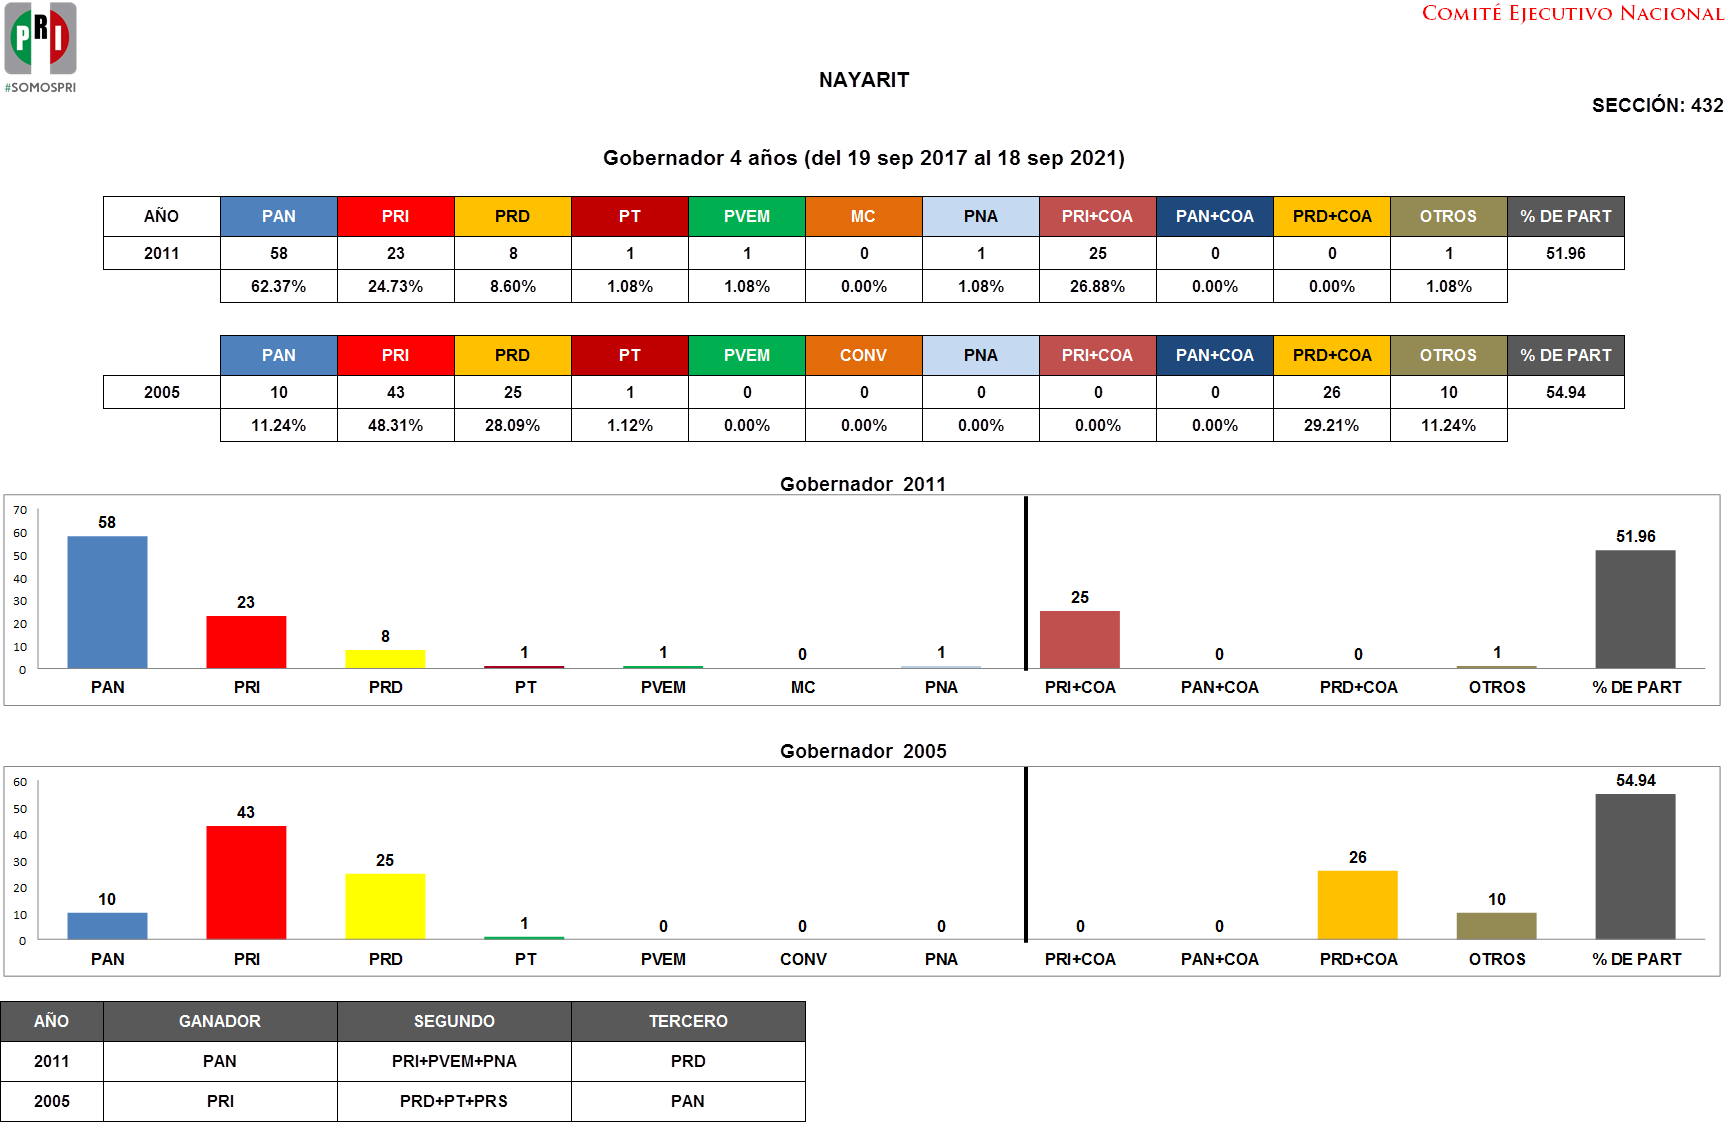 PRI
#SOMOSPRI
COMITÉ EJECUTIVO NACIONAL
NAYARIT
SECCIÓN: 432
Gobernador 4 años (del 19 sep 2017 al 18 sep 2021)
AÑO PAN PRI PRD PT PVEM MC PNA PRI+COA PAN+COA PRD+COA OTROS % DE PART
2011 58 23 8 1 1 0 1 25 0 0 1 51.96
62.37% 24.73% 8.60% 1.08% 1.08% 0.00% 1.08% 26.88% 0.00% 0.00% 1.08%
PAN PRI PRD PT PVEM CONV PNA PRI+COA PAN+COA PRD+COA OTROS % DE PART
2005 10 43 25 1 0 0 0 0 0 26 10 54.94
11.24% 48.31% 28.09% 1.12% 0.00% 0.00% 0.00% 0.00% 0.00% 29.21% 11.24%
Gobernador 2011
70
60
50
40
30
20
10
0
58 23 8 1 1 0 1 25 0 0 1 51.96
PAN PRI PRD PT PVEM MC PNA PRI+COA PAN+COA PRD+COA OTROS % DE PART
Gobernador 2005
60
50
40
30
20
10
0
10 43 25 1 0 0 0 0 0 26 10 54.94
PAN PRI PRD PT PVEM CONV PNA PRI+COA PAN+COA PRD+COA OTROS % DE PART
AÑO GANADOR SEGUNDO TERCERO
2011 PAN PRI+PVEM+PNA PRD
2005 PRI PRD+PT+PRS PAN